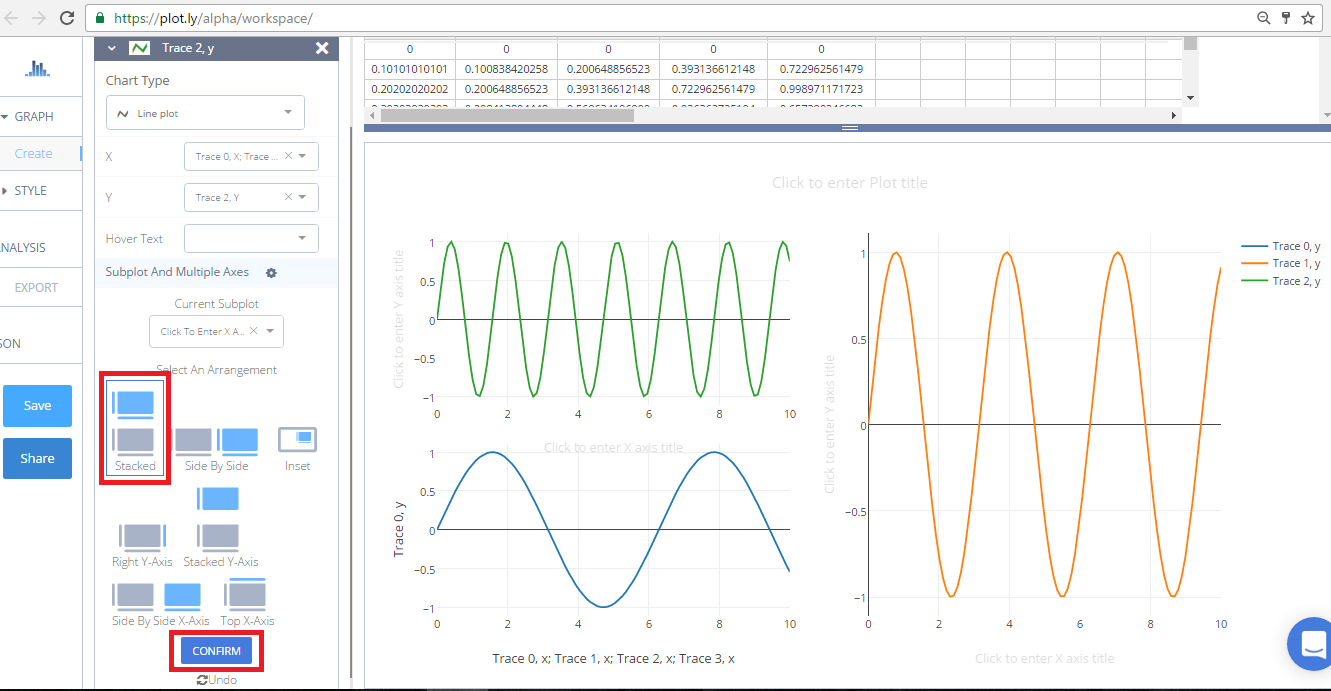 https://plot.ly/alpha/workspace/
Trace 2, y
Chart Type
Line plot
X
Trace 0, X; Trace ...
Y
Trace 2, Y
Hover Text
Subplot And Multiple Axes
Current Subplot
Click To Enter X A...
Select An Arrangement
Stacked
Side By Side
Inset
Right Y-Axis
Stacked Y-Axis
Side By Side X-Axis
Top X-Axis
CONFIRM
Undo
GRAPH
Create
STYLE
NALYSIS
EXPORT
SON
Save
Share
0 0 0 0 0
0.10101010101 0.100838420258 0.200648856523 0.393136612148 0.722962561479
0.20202020202 0.200648856523 0.393136612148 0.722962561479 0.998971171723
Click to enter Plot title
Click to enter Y axis title
1
0.5
0
−0.5
−1
0 2 4 6 8 10
Click to enter X axis title
Trace 0, y
1
0.5
0
−0.5
−1
0 2 4 6 8 10
Trace 0, x; Trace 1, x; Trace 2, x; Trace 3, x
Click to enter Y axis title
1
0.5
0
−0.5
−1
0 2 4 6 8 10
Click to enter X axis title
Trace 0, y
Trace 1, y
Trace 2, y